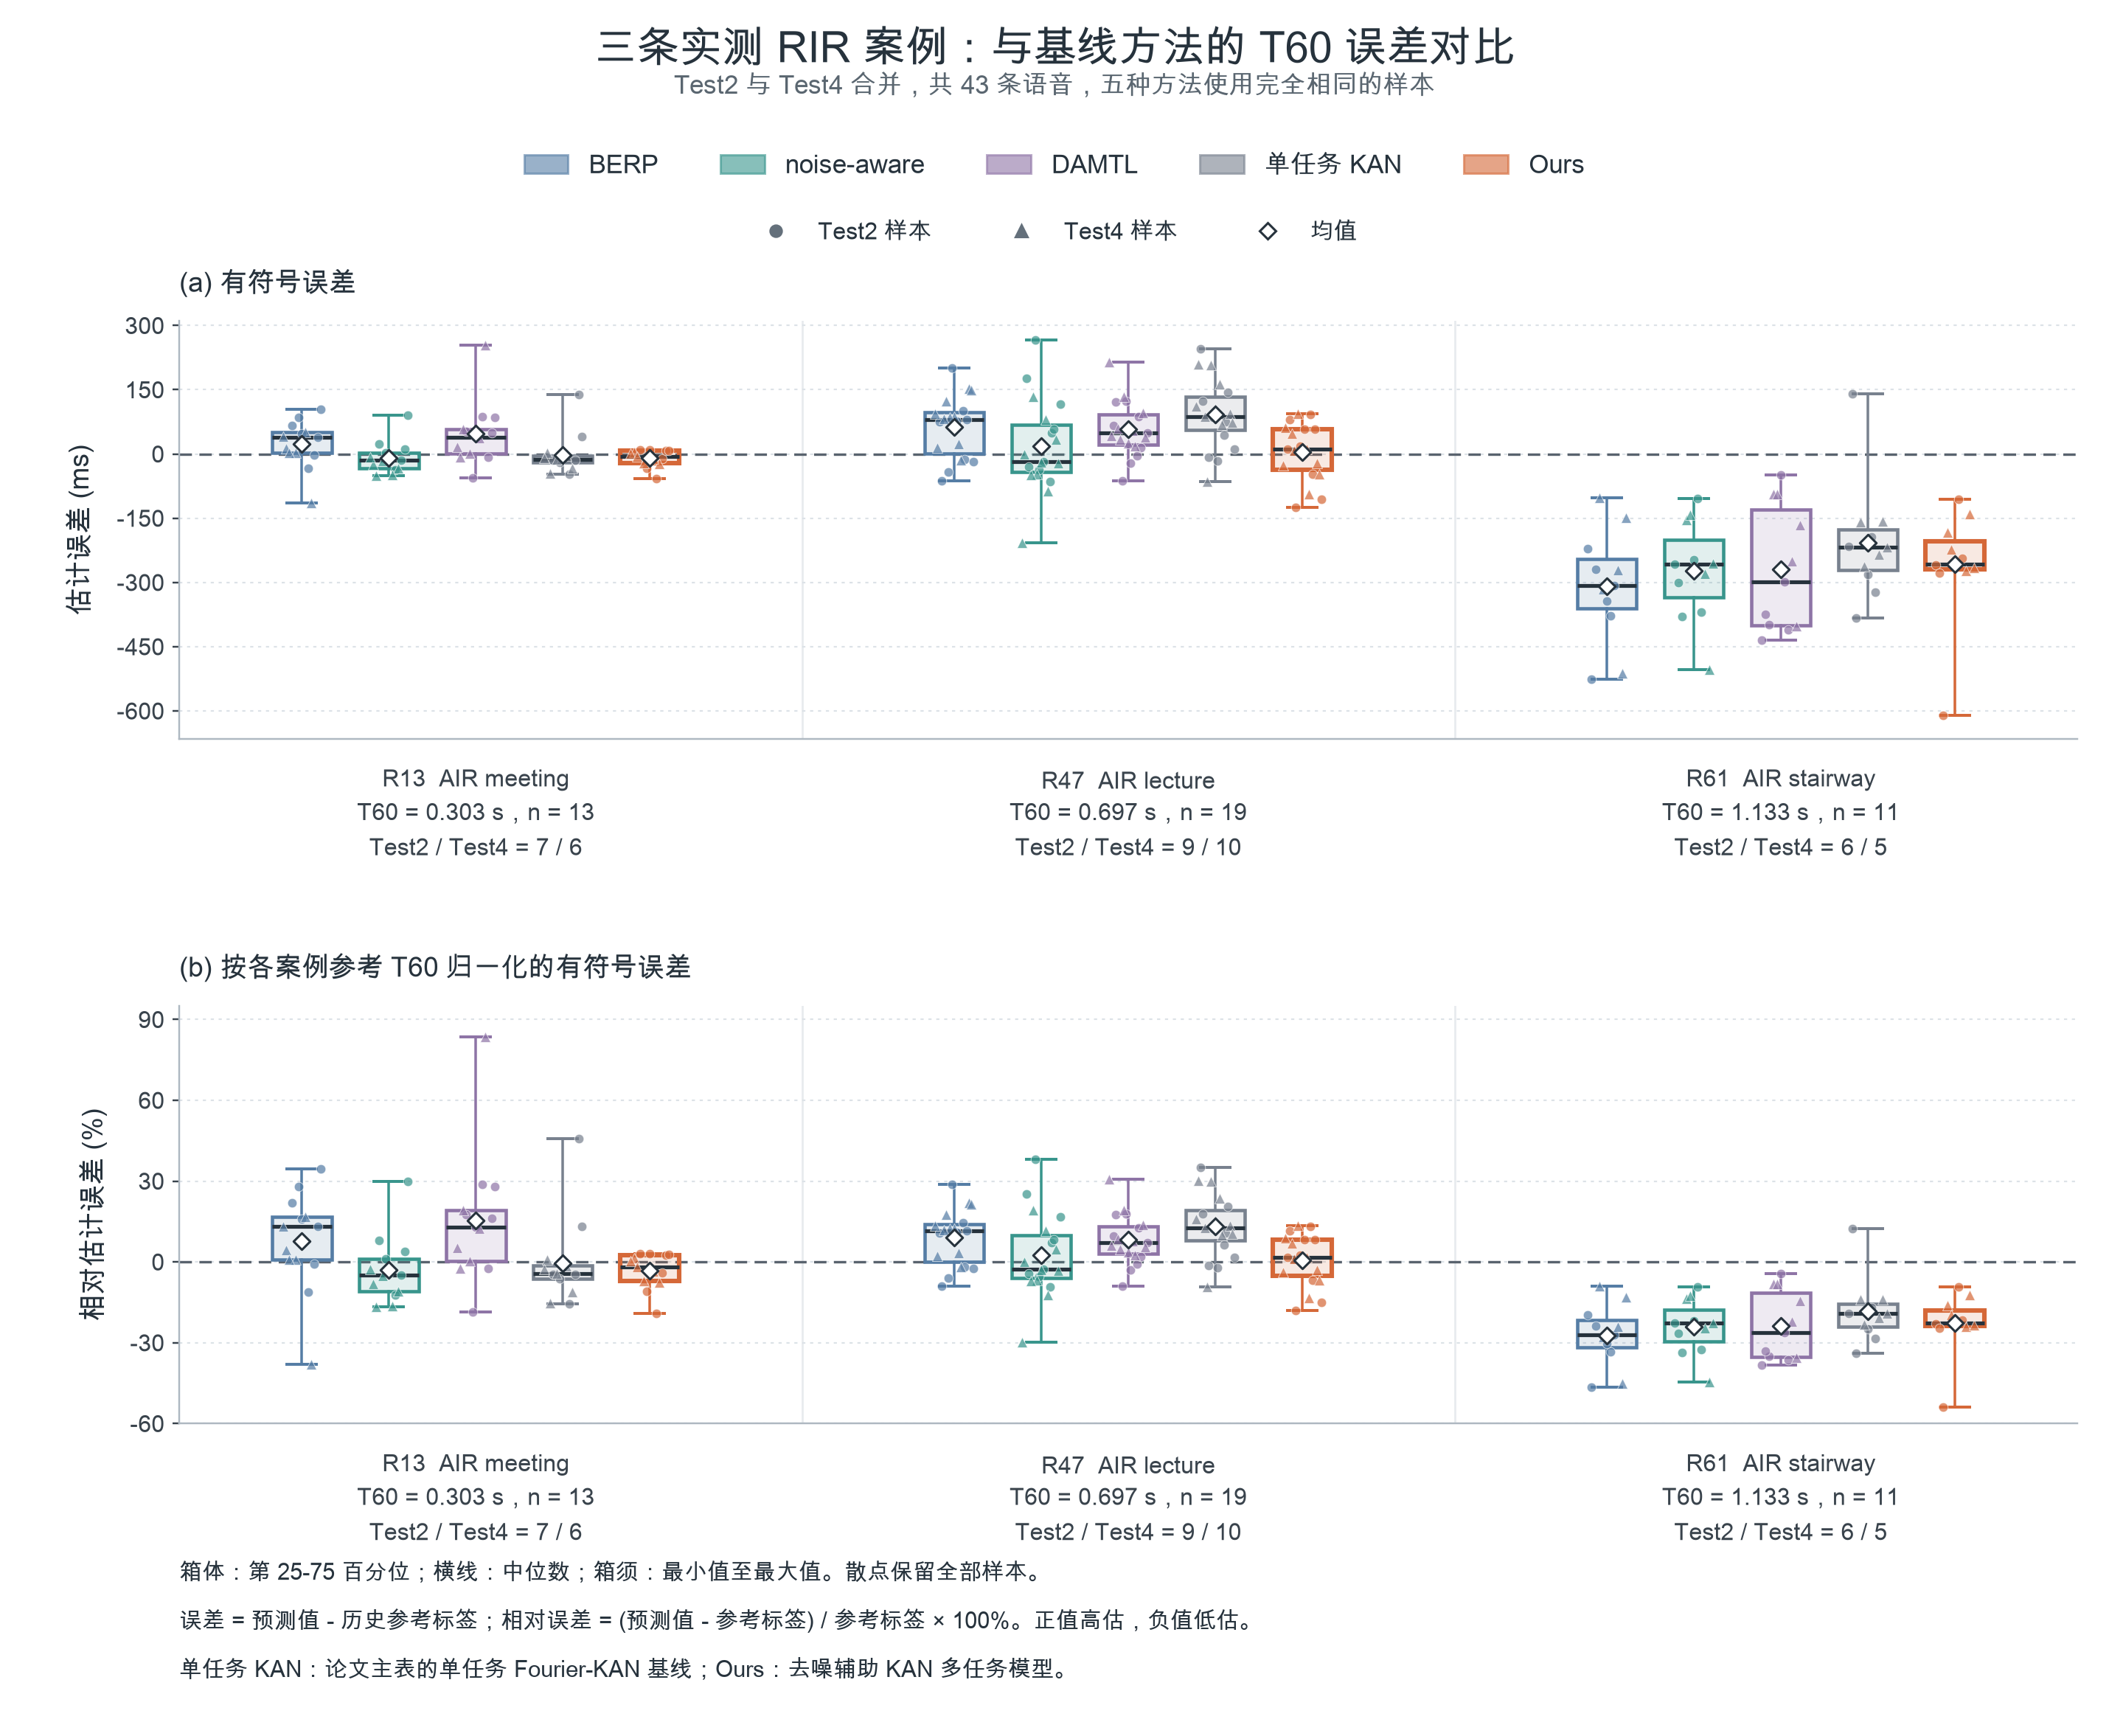 三条实测 RIR 案例：与基线方法的 T60 误差对比
Test2 与 Test4 合并，共 43 条语音，五种方法使用完全相同的样本
BERP noise-aware DAMTL 单任务 KAN Ours
Test2 样本 Test4 样本 均值
(a) 有符号误差
估计误差 (ms)
300
150
0
-150
-300
-450
-600
R13 AIR meeting
T60 = 0.303 s，n = 13
Test2 / Test4 = 7 / 6
R47 AIR lecture
T60 = 0.697 s，n = 19
Test2 / Test4 = 9 / 10
R61 AIR stairway
T60 = 1.133 s，n = 11
Test2 / Test4 = 6 / 5
(b) 按各案例参考 T60 归一化的有符号误差
相对估计误差 (%)
90
60
30
0
-30
-60
R13 AIR meeting
T60 = 0.303 s，n = 13
Test2 / Test4 = 7 / 6
R47 AIR lecture
T60 = 0.697 s，n = 19
Test2 / Test4 = 9 / 10
R61 AIR stairway
T60 = 1.133 s，n = 11
Test2 / Test4 = 6 / 5
箱体：第 25-75 百分位；横线：中位数；箱须：最小值至最大值。散点保留全部样本。
误差 = 预测值 - 历史参考标签；相对误差 = (预测值 - 参考标签) / 参考标签 × 100%。正值高估，负值低估。
单任务 KAN：论文主表的单任务 Fourier-KAN 基线；Ours：去噪辅助 KAN 多任务模型。